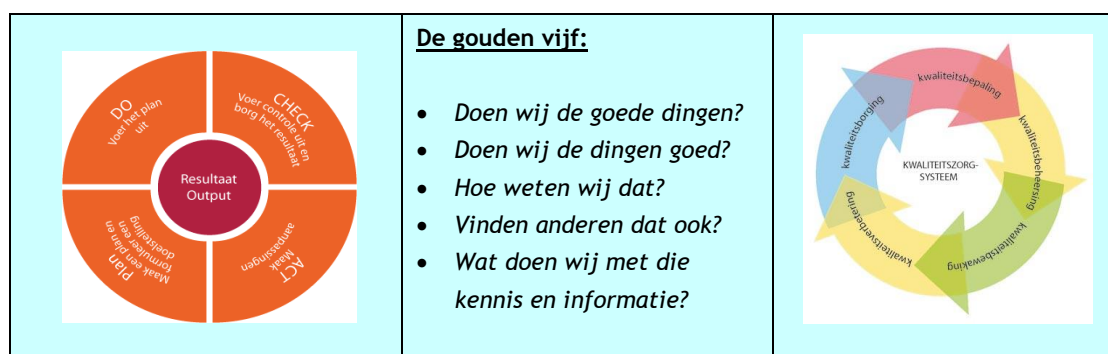 DO
Voer het plan
uit
CHECK
Voer controle uit en
borg het resultaat
Resultaat
Output
Plan
Maak een plan en
formuleer een
doelstelling
ACT
Maak
aanpassingen
De gouden vijf:
• Doen wij de goede dingen?
• Doen wij de dingen goed?
• Hoe weten wij dat?
• Vinden anderen dat ook?
• Wat doen wij met die
kennis en informatie?
kwaliteitsbepaling
kwaliteitsbeheersing
kwaliteitsbewaking
kwaliteitsverbetering
kwaliteitsborging
KWALITEITSZORG-
SYSTEEM